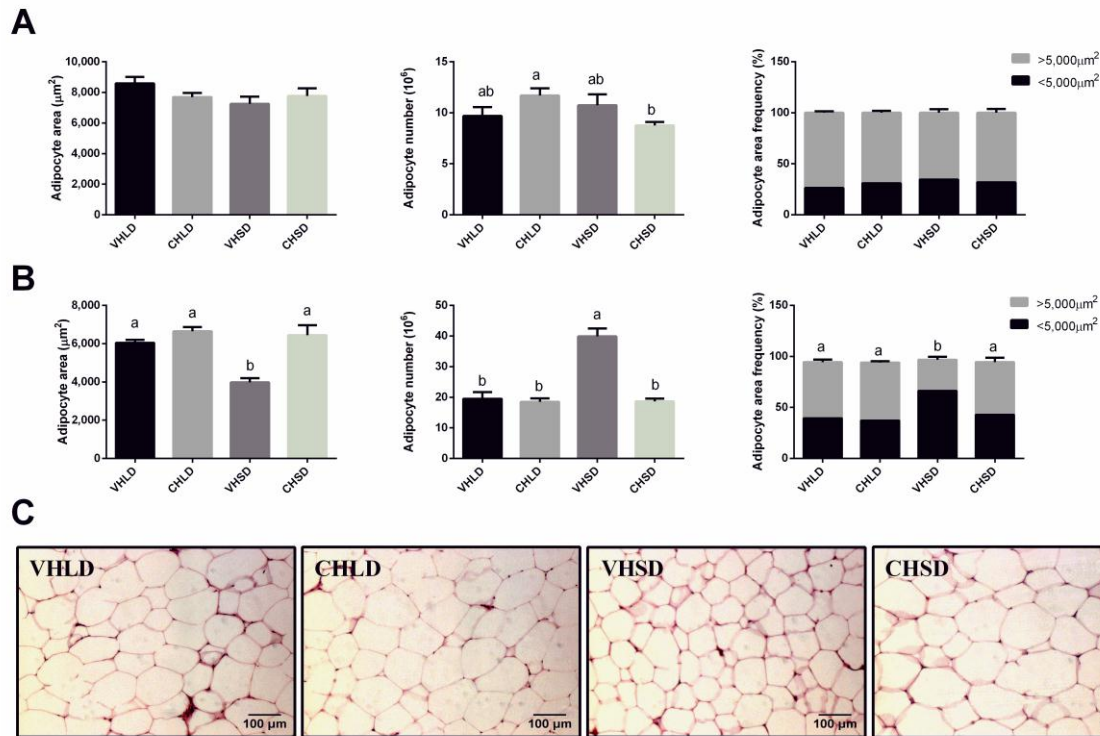 A
Adipocyte area (μm²)
10,000
8,000
6,000
4,000
2,000
0
VHLD
CHLD
VHSD
CHSD
Adipocyte number (10⁶)
15
10
5
0
ab
a
ab
b
VHLD
CHLD
VHSD
CHSD
Adipocyte area frequency (%)
150
100
50
0
VHLD
CHLD
VHSD
CHSD
>5,000μm²
<5,000μm²
B
Adipocyte area (μm²)
8,000
6,000
4,000
2,000
0
a
a
b
a
VHLD
CHLD
VHSD
CHSD
Adipocyte number (10⁶)
50
40
30
20
10
0
b
b
a
b
VHLD
CHLD
VHSD
CHSD
Adipocyte area frequency (%)
150
100
50
0
a
a
b
a
VHLD
CHLD
VHSD
CHSD
>5,000μm²
<5,000μm²
C
VHLD
100 μm
CHLD
100 μm
VHSD
100 μm
CHSD
100 μm